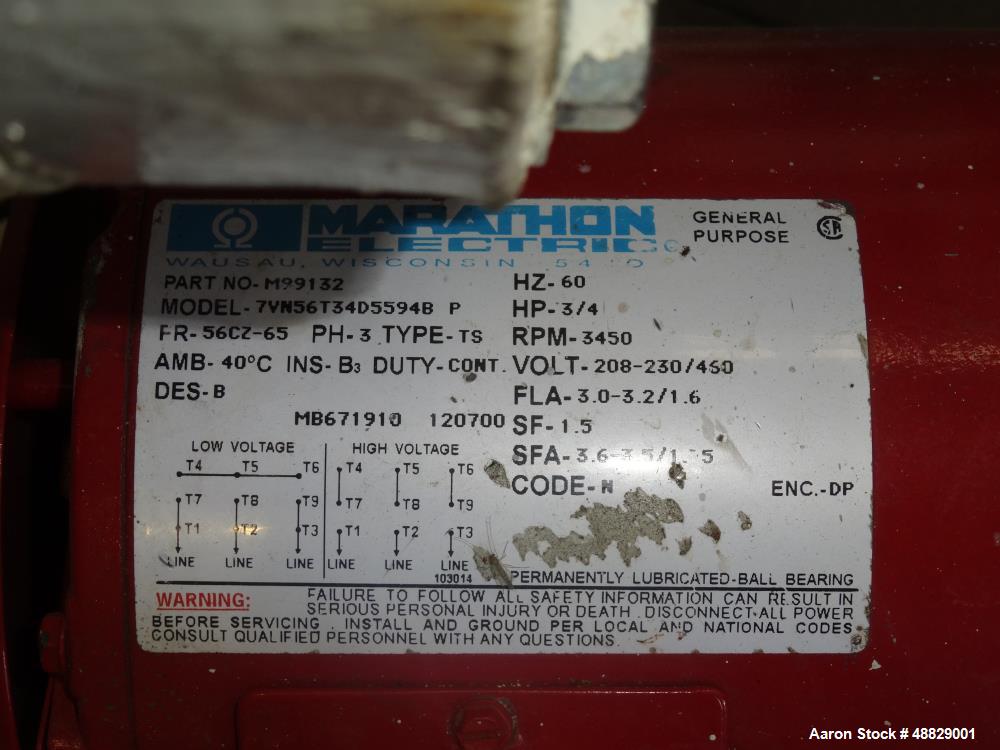 MARATHON
ELECTRIC
WAUSAU, WISCONSIN
GENERAL
PURPOSE
PART NO- M99132
MODEL- 7VN56T34D5594B P
FR- 56CZ-65 PH- 3 TYPE- TS
AMB- 40°C INS- B3 DUTY- CONT
DES- B
MB671910 120700
HZ- 60
HP- 3/4
RPM- 3450
VOLT- 208-230/460
FLA- 3.0-3.2/1.6
SF- 1.5
SFA- 3.6-3.5/
CODE- N
ENC.-DP
LOW VOLTAGE
T4 T5 T6
T7 T8 T9
T1 T2 T3
LINE LINE LINE
HIGH VOLTAGE
T4 T5 T6
T7 T8 T9
T1 T2 T3
LINE LINE LINE
103014
PERMANENTLY LUBRICATED-BALL BEARING
WARNING: FAILURE TO FOLLOW ALL SAFETY INFORMATION CAN RESULT IN
SERIOUS PERSONAL INJURY OR DEATH. DISCONNECT ALL POWER
BEFORE SERVICING. INSTALL AND GROUND PER LOCAL AND NATIONAL CODES
CONSULT QUALIFIED PERSONNEL WITH ANY QUESTIONS.
Aaron Stock # 48829001